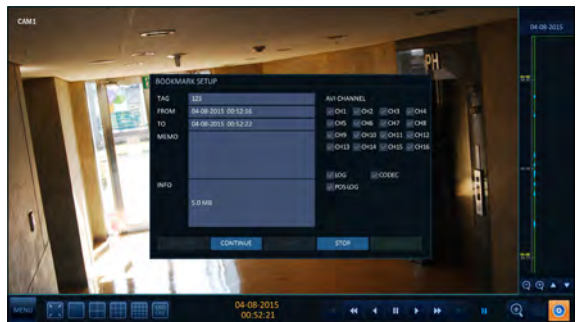 CAM1
04-08-2015
PH
BOOKMARK SETUP
TAG 123
FROM 04-08-2015 00:52:16
TO 04-08-2015 00:52:22
MEMO
INFO
5.0 MB
AVI CHANNEL
CH1 CH2 CH3 CH4
CH5 CH6 CH7 CH8
CH9 CH10 CH11 CH12
CH13 CH14 CH15 CH16
LOG CODEC
POS LOG
CONTINUE STOP
MENU
04-08-2015
00:52:21